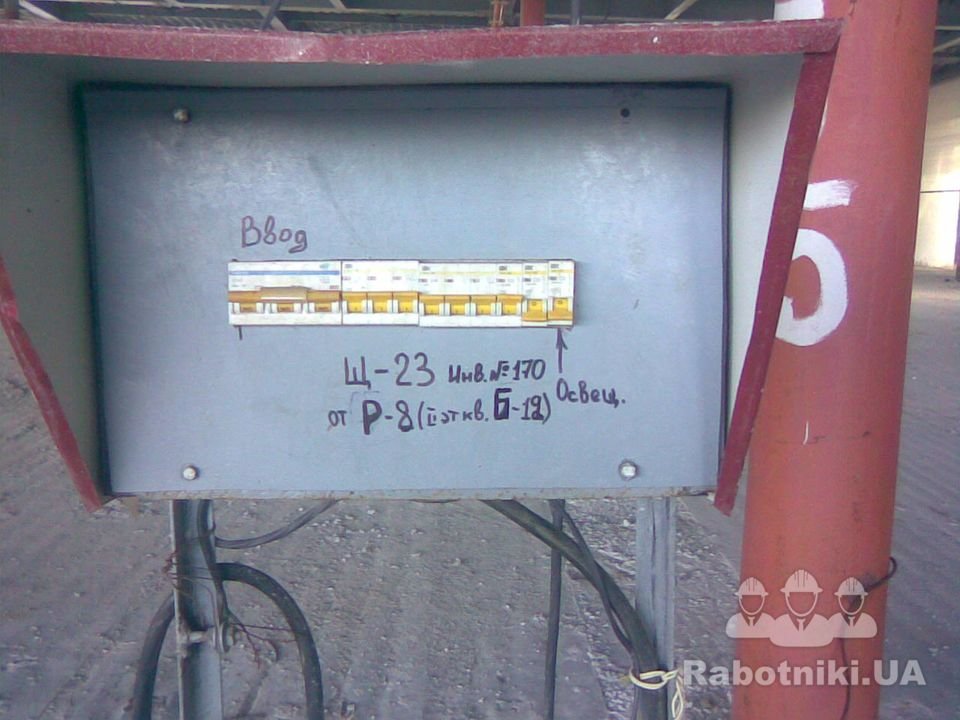 Ввод
Щ-23 Инв.№170
Освещ.
от Р-8(II эт кв. Б-12)
5
Rabotniki.UA